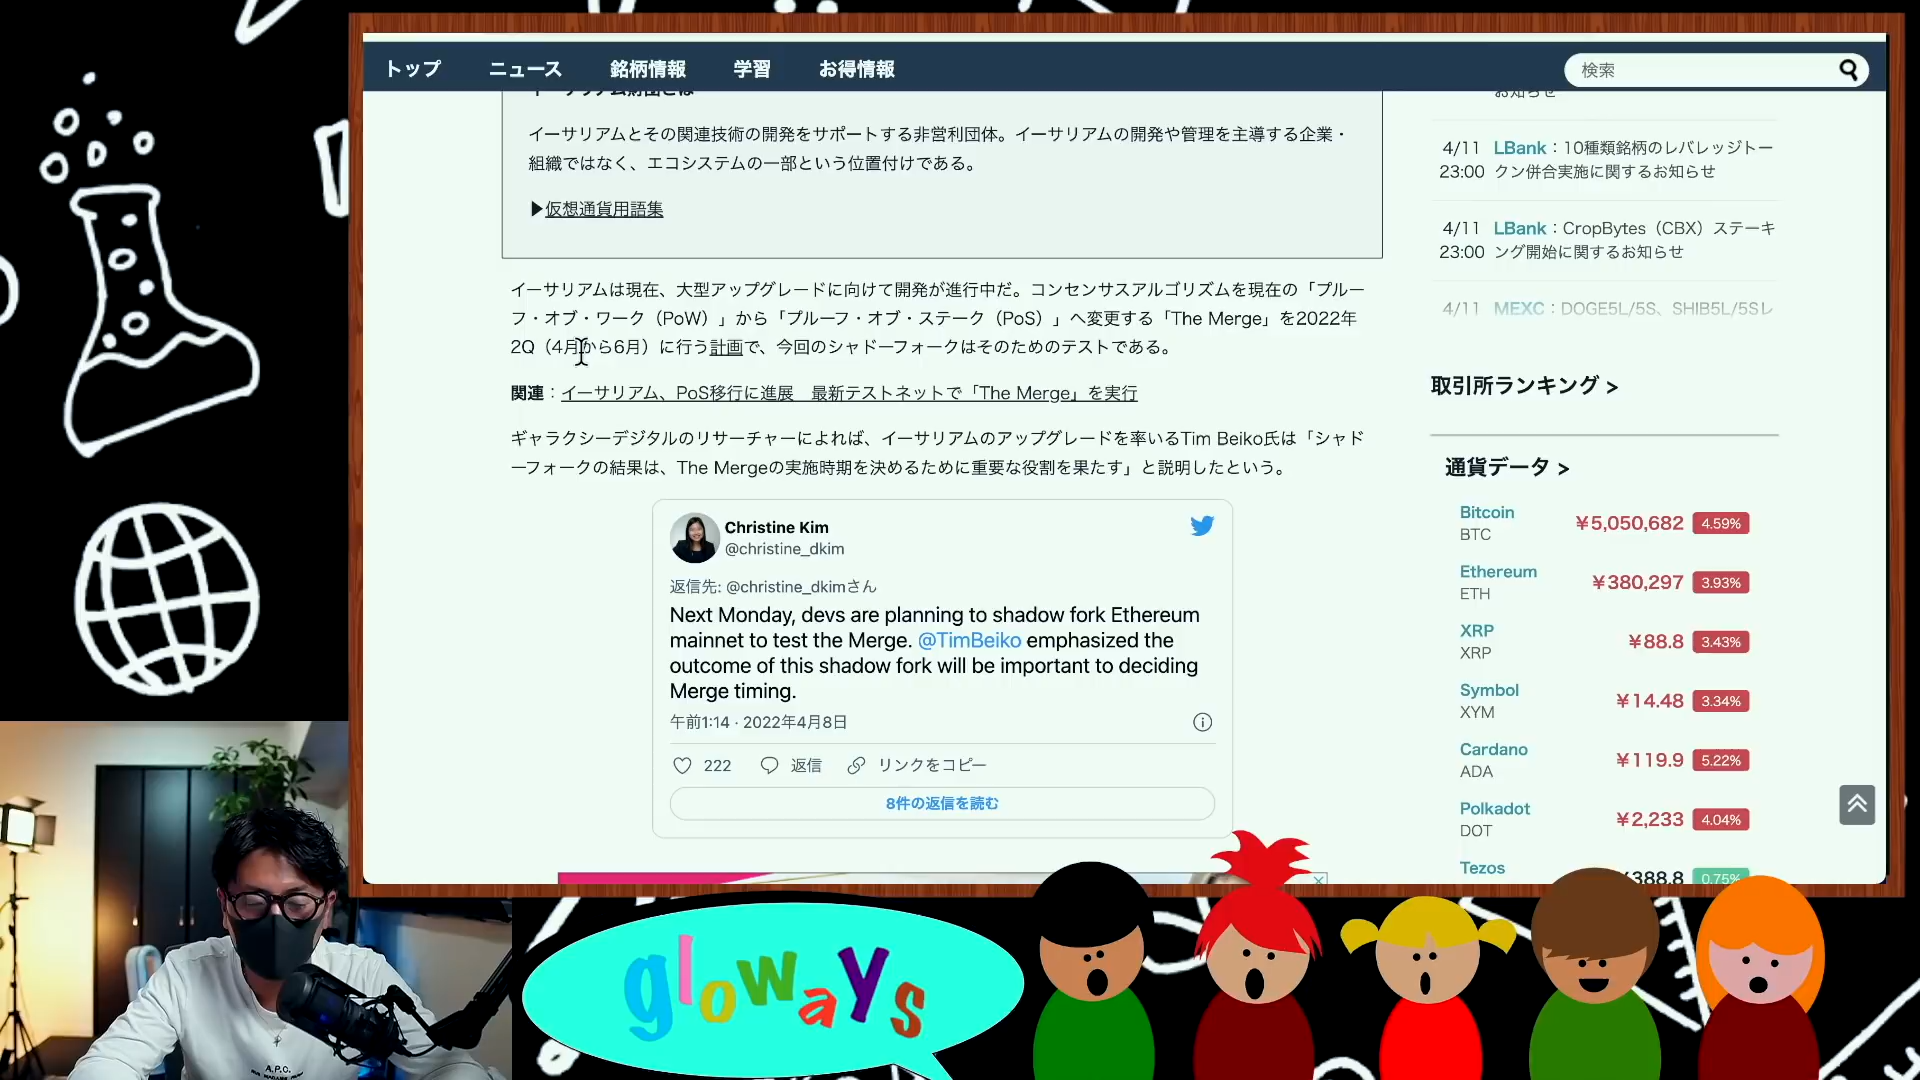 トップ ニュース 銘柄情報 学習 お得情報
検索
イーサリアム財団とは
イーサリアムとその関連技術の開発をサポートする非営利団体。イーサリアムの開発や管理を主導する企業・
組織ではなく、エコシステムの一部という位置付けである。
▶仮想通貨用語集
イーサリアムは現在、大型アップグレードに向けて開発が進行中だ。コンセンサスアルゴリズムを現在の「プルー
フ・オブ・ワーク（PoW）」から「プルーフ・オブ・ステーク（PoS）」へ変更する「The Merge」を2022年
2Q（4月から6月）に行う計画で、今回のシャドーフォークはそのためのテストである。
関連：イーサリアム、PoS移行に進展　最新テストネットで「The Merge」を実行
ギャラクシーデジタルのリサーチャーによれば、イーサリアムのアップグレードを率いるTim Beiko氏は「シャド
ーフォークの結果は、The Mergeの実施時期を決めるために重要な役割を果たす」と説明したという。
Christine Kim
@christine_dkim
返信先: @christine_dkimさん
Next Monday, devs are planning to shadow fork Ethereum
mainnet to test the Merge. @TimBeiko emphasized the
outcome of this shadow fork will be important to deciding
Merge timing.
午前1:14 · 2022年4月8日
222 返信 リンクをコピー
8件の返信を読む
お知らせ
4/11 LBank：10種類銘柄のレバレッジトー
23:00 クン併合実施に関するお知らせ
4/11 LBank：CropBytes（CBX）ステーキ
23:00 ング開始に関するお知らせ
4/11 MEXC：DOGE5L/5S、SHIB5L/5Sレ
取引所ランキング >
通貨データ >
Bitcoin
BTC
¥5,050,682 4.59%
Ethereum
ETH
¥380,297 3.93%
XRP
XRP
¥88.8 3.43%
Symbol
XYM
¥14.48 3.34%
Cardano
ADA
¥119.9 5.22%
Polkadot
DOT
¥2,233 4.04%
Tezos
¥388.8 0.75%
gloways
A.P.C.